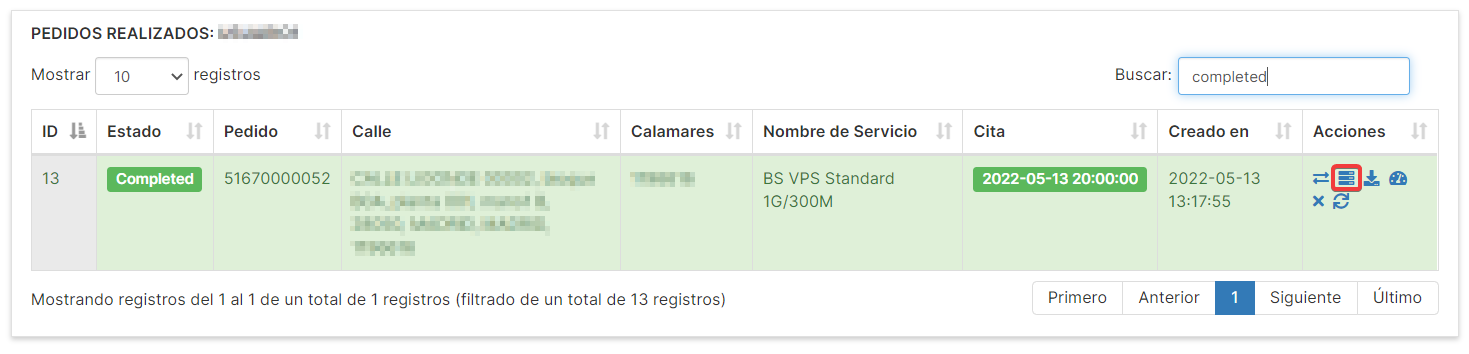 PEDIDOS REALIZADOS:
Mostrar 10 registros
Buscar: completed
ID Estado Pedido Calle Calamares Nombre de Servicio Cita Creado en Acciones
13 Completed 51670000052 BS VPS Standard 2022-05-13 20:00:00 2022-05-13
1G/300M 13:17:55
Mostrando registros del 1 al 1 de un total de 1 registros (filtrado de un total de 13 registros)
Primero Anterior 1 Siguiente Último